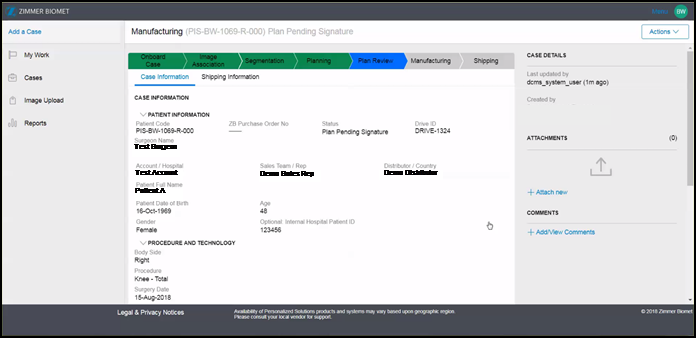 ZIMMER BIOMET
BW
Add a Case
Manufacturing (PIS-BW-1069-R-000) Plan Pending Signature
Actions
My Work
Cases
Image Upload
Reports
Onboard Case
Image Association
Segmentation
Planning
Plan Review
Manufacturing
Shipping
Case Information Shipping Information
CASE INFORMATION
PATIENT INFORMATION
Patient Code ZB Purchase Order No Status Drive ID
PIS-BW-1069-R-000 ----- Plan Pending Signature DRIVE-1324
Surgeon Name
Test Surgeon
Account / Hospital Sales Team / Rep Distributor / Country
Test Account Demo Sales Rep Demo Distributor
Patient Full Name
Patient A
Patient Date of Birth Age
16-Oct-1969 48
Gender Optional: Internal Hospital Patient ID
Female 123456
PROCEDURE AND TECHNOLOGY
Body Side
Right
Procedure
Knee - Total
Surgery Date
15-Aug-2018
CASE DETAILS
Last updated by
dcms_system_user (1m ago)
Created by
ATTACHMENTS (0)
+ Attach new
COMMENTS
+ Add/View Comments
Legal & Privacy Notices
Availability of Personalized Solutions products and systems may vary based upon geographic region.
Please consult your local vendor for support.
© 2018 Zimmer Biomet